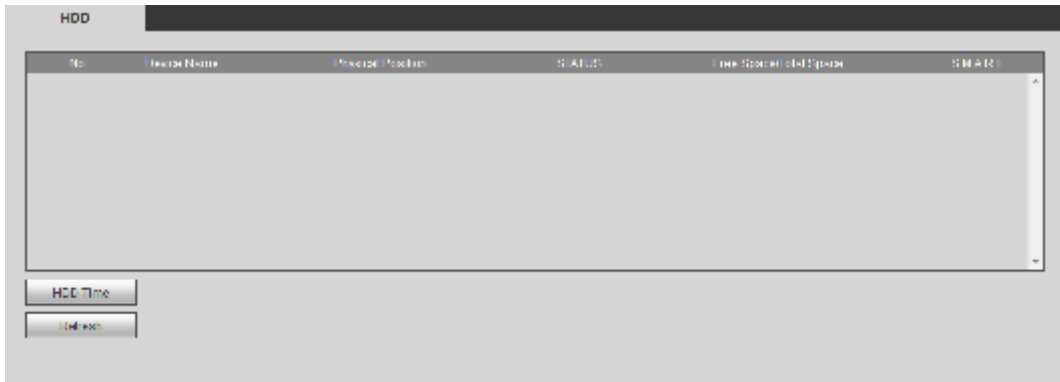 HDD
No. Device Name Physical Position STATUS Free Space/Total Space S.M.A.R.T
HDD Time
Refresh